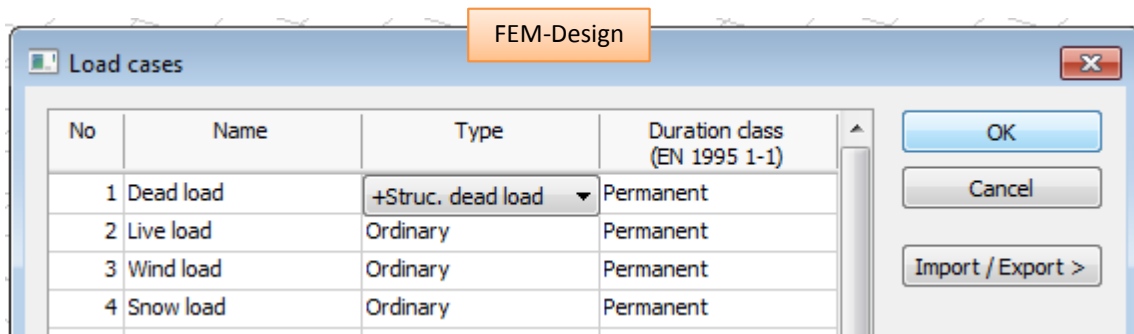 FEM-Design
Load cases
No Name Type Duration class
(EN 1995 1-1)
OK
1 Dead load +Struc. dead load Permanent
Cancel
2 Live load Ordinary Permanent
3 Wind load Ordinary Permanent
Import / Export >
4 Snow load Ordinary Permanent